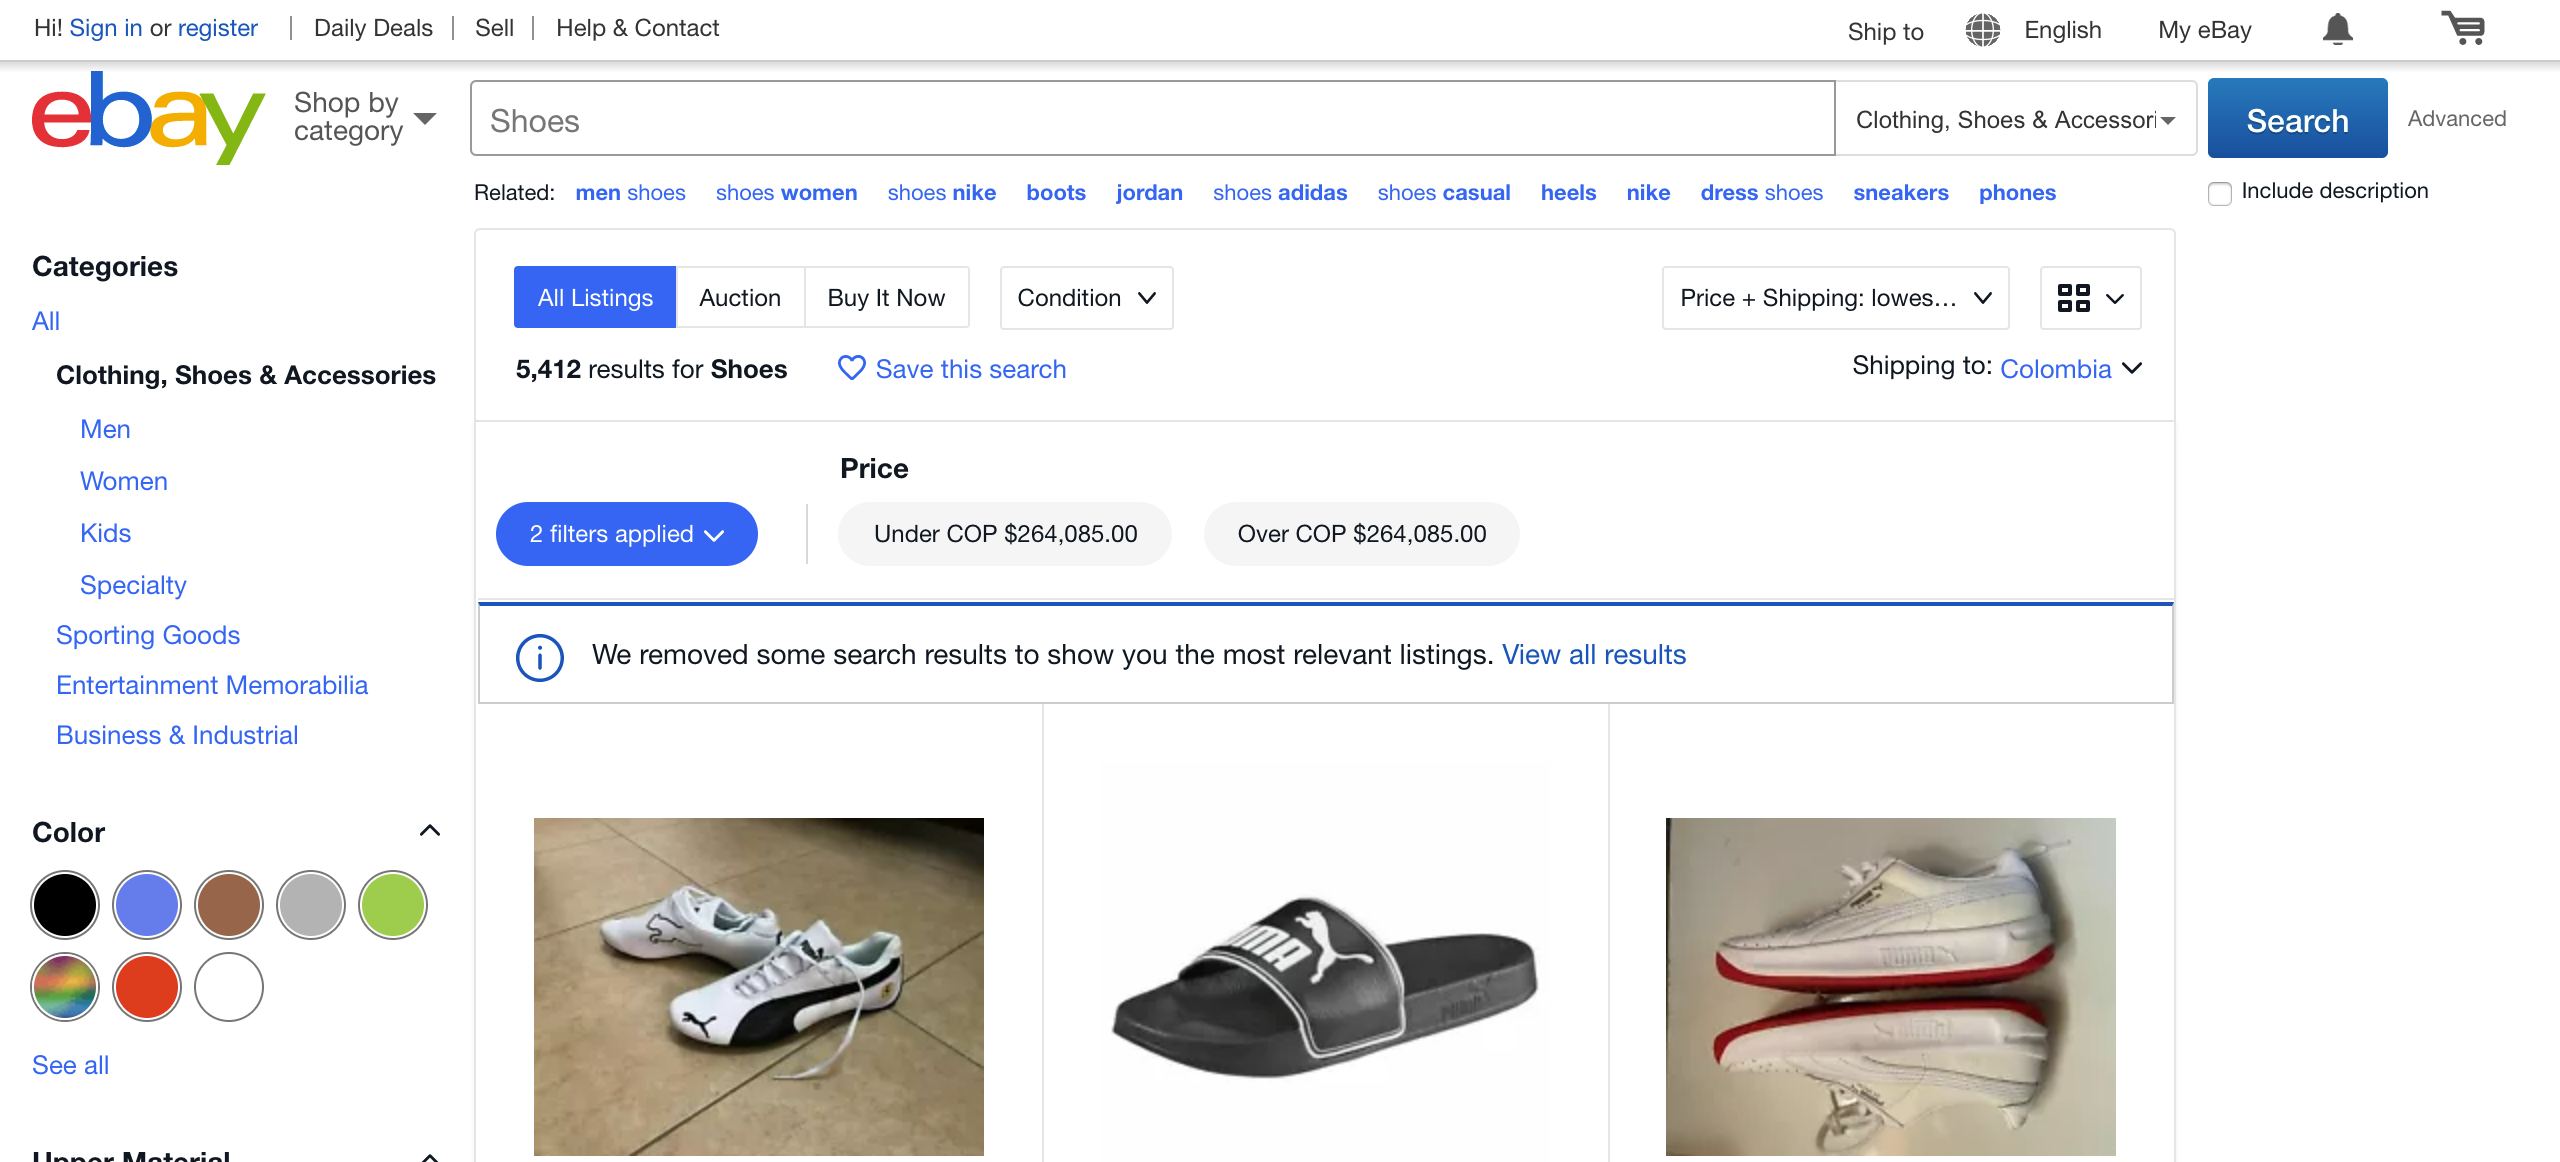 Hi! Sign in or register
Daily Deals
Sell
Help & Contact
Ship to
English
My eBay
ebay
Shop by
category
Shoes
Clothing, Shoes & Accessori
Search
Advanced
Related: men shoes shoes women shoes nike boots jordan shoes adidas shoes casual heels nike dress shoes sneakers phones
Include description
Categories
All
Clothing, Shoes & Accessories
Men
Women
Kids
Specialty
Sporting Goods
Entertainment Memorabilia
Business & Industrial
Color
See all
Upper Material
All Listings
Auction
Buy It Now
Condition
Price + Shipping: lowes...
5,412 results for Shoes
Save this search
Shipping to: Colombia
Price
2 filters applied
Under COP $264,085.00
Over COP $264,085.00
We removed some search results to show you the most relevant listings. View all results